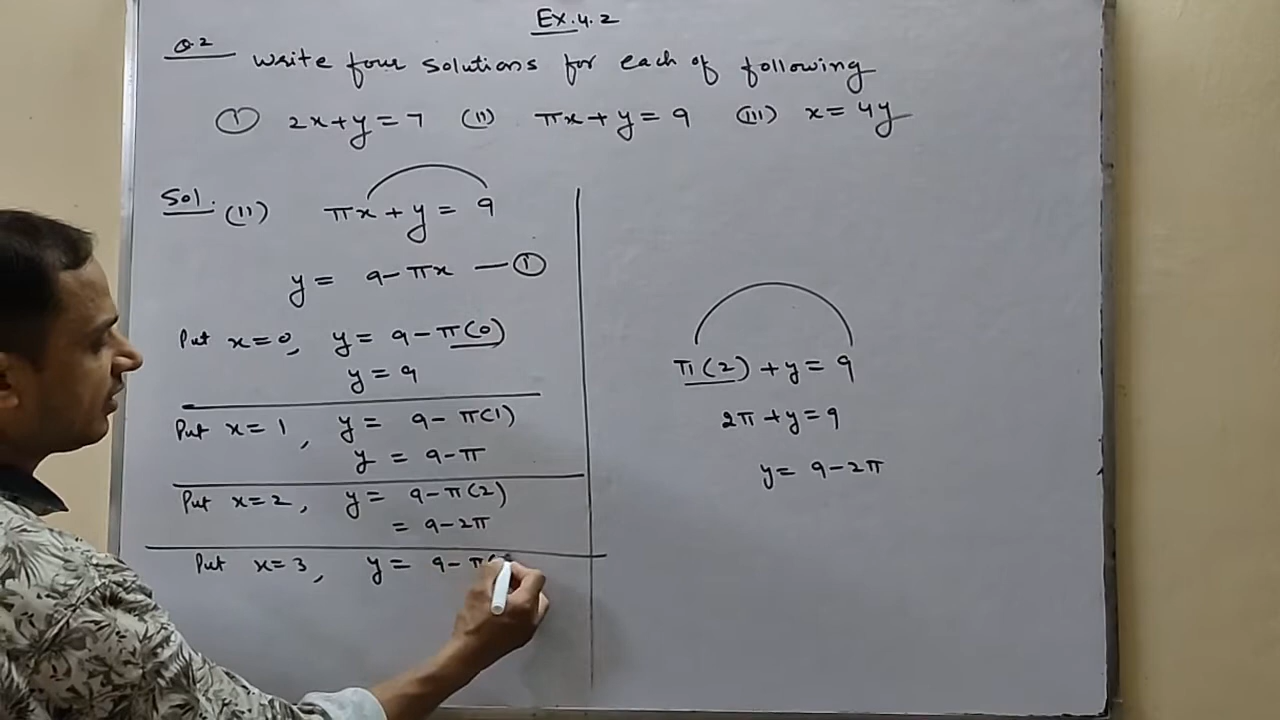 Ex.4.2
Q.2 Write four solutions for each of following
(i) 2x+y=7 (ii) πx+y=9 (iii) x=4y
Sol. (ii) πx+y=9
y= 9-πx —①
Put x=0, y= 9-π(0)
y=9
Put x=1, y= 9-π(1)
y = 9-π
Put x=2, y= 9-π(2)
= 9-2π
Put x=3, y= 9-π(
π(2)+y=9
2π+y=9
y= 9-2π